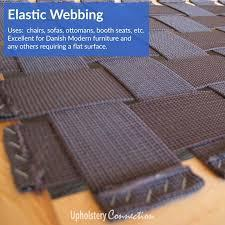 Elastic Webbing
Uses: chairs, sofas, ottomans, booth seats, etc.
Excellent for Danish Modern furniture and
any others requiring a flat surface.
Upholstery Connection